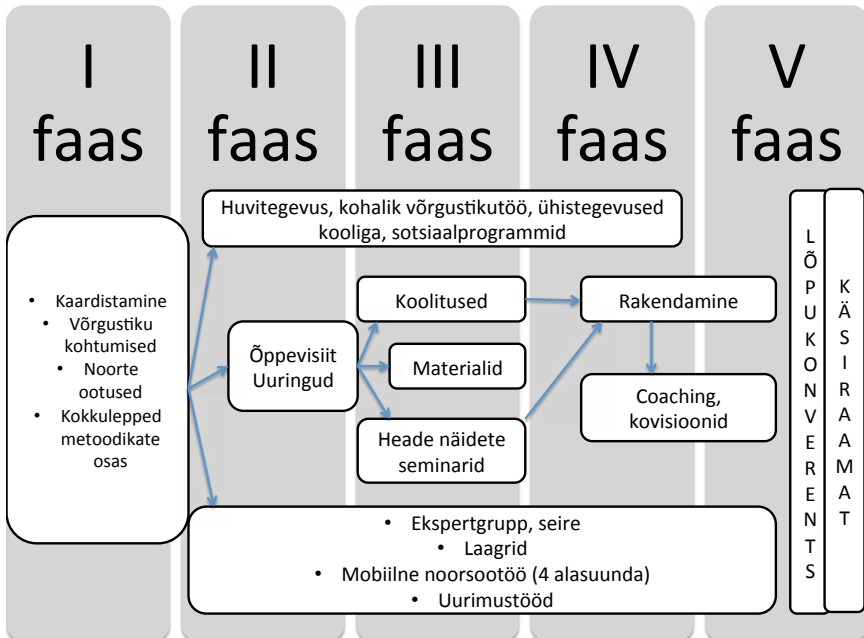 I
faas
II
faas
III
faas
IV
faas
V
faas
Huvitegevus, kohalik võrgustikutöö, ühistegevused
kooliga, sotsiaalprogrammid
• Kaardistamine
• Võrgustiku
kohtumised
• Noorte
ootused
• Kokkulepped
metoodikate
osas
Õppevisiit
Uuringud
Koolitused
Materialid
Heade näidete
seminarid
Rakendamine
Coaching,
kovisioonid
• Ekspertgrupp, seire
• Laagrid
• Mobiilne noorsootöö (4 alasuunda)
• Uurimustööd
LÕPUKONVERENTS
KÄSIRAAMAT